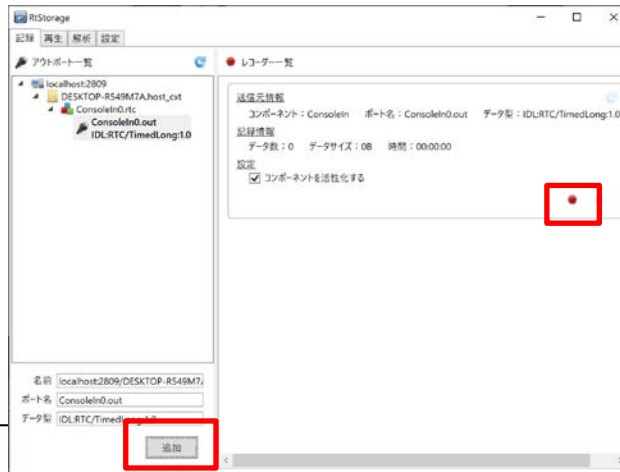 RtStorage
記録 再生 解析 設定
アウトポート一覧
localhost:2809
DESKTOP-R549M7A.host_cxt
ConsoleIn0.rtc
ConsoleIn0.out
IDL:RTC/TimedLong:1.0
名前 localhost:2809/DESKTOP-R549M7A
ポート名 ConsoleIn0.out
データ型 IDL:RTC/TimedLong:1.0
追加
レコーダー一覧
送信元情報
コンポーネント：ConsoleIn ポート名：ConsoleIn0.out データ型：IDL:RTC/TimedLong:1.0
記録情報
データ数：0 データサイズ：0B 時間：00:00:00
設定
コンポーネントを活性化する